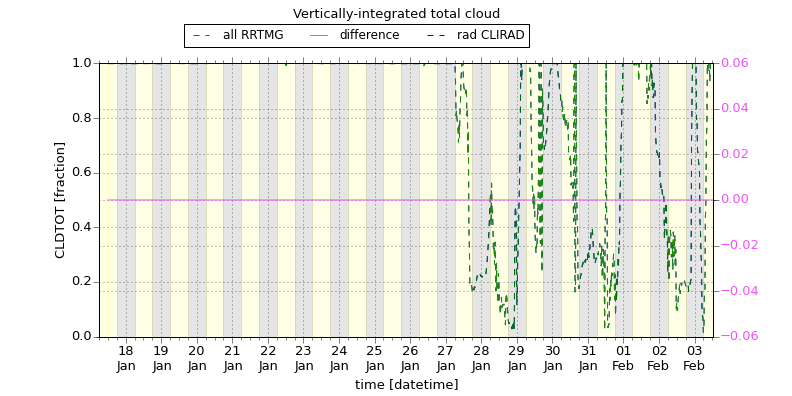 Vertically-integrated total cloud
all RRTMG difference rad CLIRAD
1.0 0.06
0.8 0.04
0.6 0.02
0.4 0.00
0.2 −0.02
0.0 −0.04
−0.06
CLDTOT [fraction]
18 19 20 21 22 23 24 25 26 27 28 29 30 31 01 02 03
Jan Jan Jan Jan Jan Jan Jan Jan Jan Jan Jan Jan Jan Jan Feb Feb Feb
time [datetime]